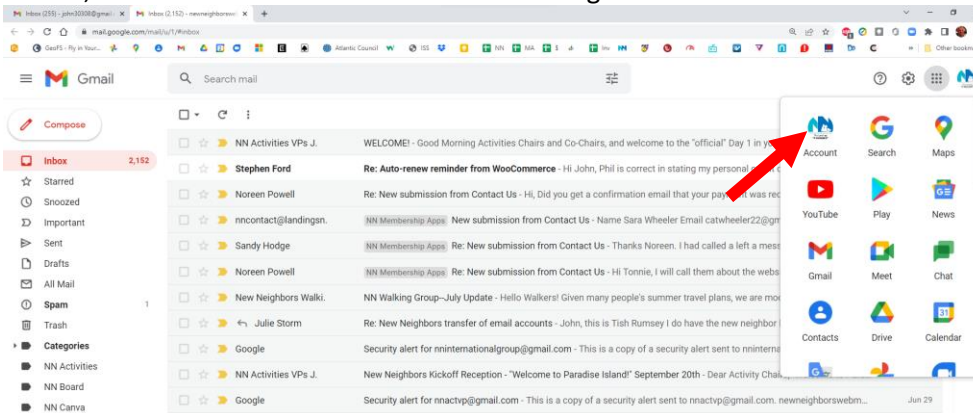 Inbox (255) - john30308@gmai
Inbox (2,152) - newneighborswe
mail.google.com/mail/u/1/#inbox
GeoFS - Fly in Your...
Atlantic Council
ISS
NN
NIA
S
Inv
Other bookm
Gmail
Search mail
Compose
Inbox 2,152
Starred
Snoozed
Important
Sent
Drafts
All Mail
Spam 1
Trash
Categories
NN Activities
NN Board
NN Canva
NN Activities VPs J. WELCOME! - Good Morning Activities Chairs and Co-Chairs, and welcome to the "official" Day 1 in yo
Stephen Ford Re: Auto-renew reminder from WooCommerce - Hi John, Phil is correct in stating my personal
Noreen Powell Re: New submission from Contact Us - Hi, Did you get a confirmation email that your pay was rec
nncontact@landingsn. NN Membership Apps New submission from Contact Us - Name Sara Wheeler Email catwheeler22@gm
Sandy Hodge NN Membership Apps Re: New submission from Contact Us - Thanks Noreen. I had called a left a mess
Noreen Powell NN Membership Apps Re: New submission from Contact Us - Hi Tonnie, I will call them about the webs
New Neighbors Walki. NN Walking Group--July Update - Hello Walkers! Given many people's summer travel plans, we are mo
Julie Storm Re: New Neighbors transfer of email accounts - John, this is Tish Rumsey I do have the new neighbor
Google Security alert for nninternationalgroup@gmail.com - This is a copy of a security alert sent to nninterna
NN Activities VPs J. New Neighbors Kickoff Reception - "Welcome to Paradise Island!" September 20th - Dear Activity Chai
Google Security alert for nnactvp@gmail.com - This is a copy of a security alert sent to nnactvp@gmail.com. newneighborswebm... Jun 29
Account Search Maps
YouTube Play News
Gmail Meet Chat
31
Contacts Drive Calendar